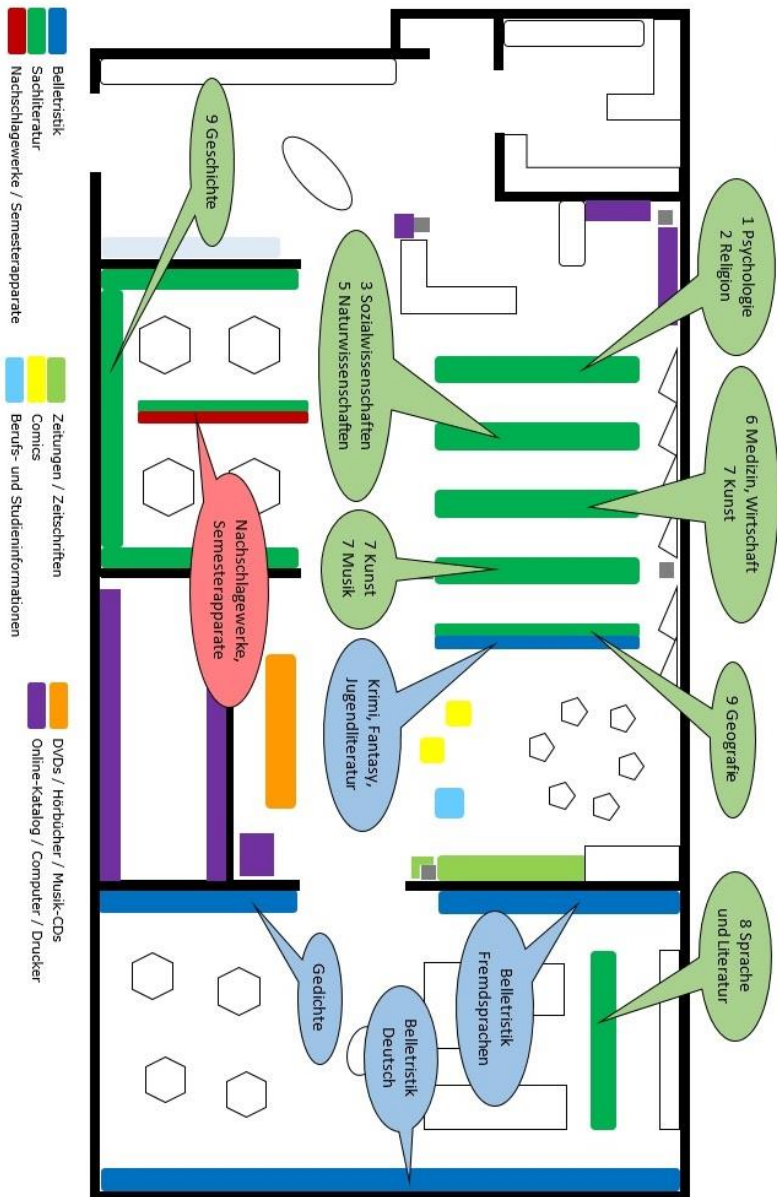 1 Psychologie
2 Religion
6 Medizin, Wirtschaft
7 Kunst
9 Geografie
8 Sprache
und Literatur
3 Sozialwissenschaften
5 Naturwissenschaften
7 Kunst
7 Musik
Krimi, Fantasy,
Jugendliteratur
Belletristik
Fremdsprachen
Belletristik
Deutsch
9 Geschichte
Nachschlagewerke,
Semesterapparate
Gedichte
Belletristik
Sachliteratur
Nachschlagewerke / Semesterapparate
Zeitungen / Zeitschriften
Comics
Berufs- und Studieninformationen
DVDs / Hörbücher / Musik-CDs
Online-Katalog / Computer / Drucker